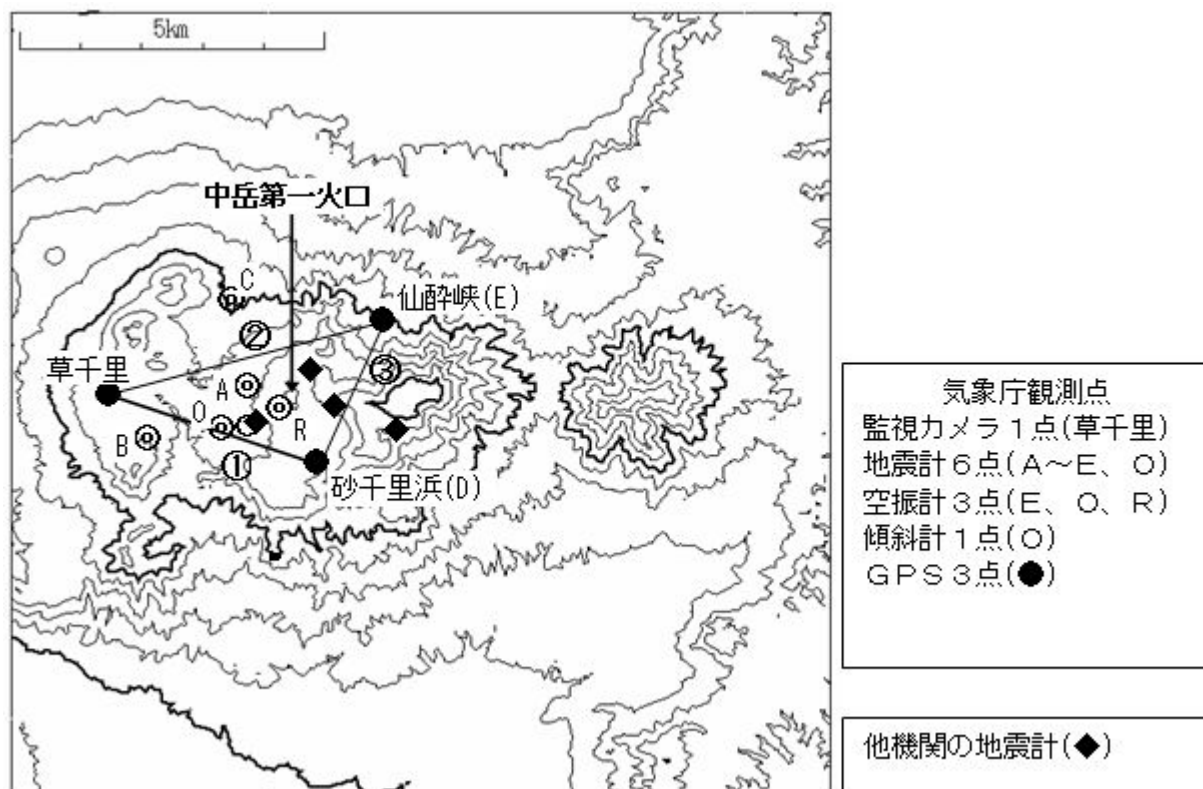 5km
中岳第一火口
C
仙酔峡(E)
②
草千里
③
A
O
R
B
①
砂千里浜(D)
気象庁観測点
監視カメラ1点(草千里)
地震計6点(A～E、O)
空振計3点(E、O、R)
傾斜計1点(O)
GPS3点(●)
他機関の地震計(◆)